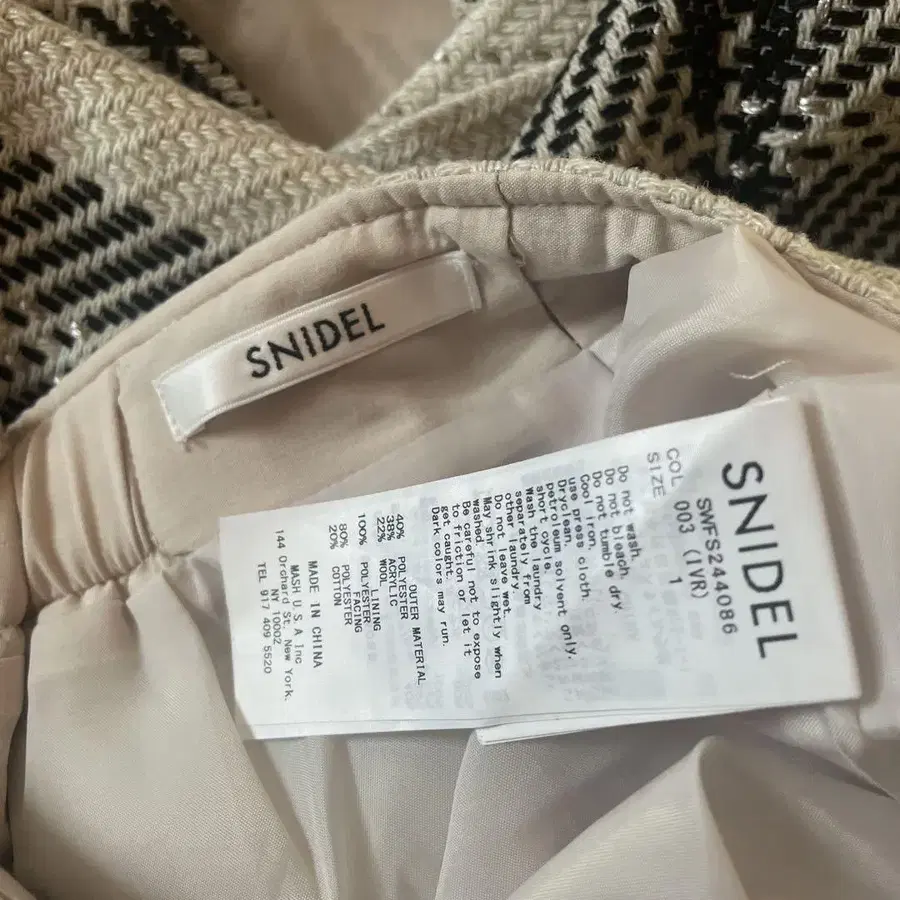 SNIDEL
SNIDEL
SWFS244086
COL 003 (IVR)
SIZE 1
Do not wash.
Do not bleach.
Do not tumble dry.
Cool iron.
use press cloth.
Dryclean,
petroleum solvent only.
short cycle.
Wash the laundry
separately from
other laundry.
Do not leave wet.
May shrink slightly when
washed.
Be careful not to expose
to friction or let it
get caught.
Dark colors may run.
OUTER MATERIAL
40% POLYESTER
38% ACRYLIC
22% WOOL
LINING
100% POLYESTER
FACING
80% POLYESTER
20% COTTON
MADE IN CHINA
MASH U.S.A Inc
144 Orchard St. New York.
NY 10002
TEL 917 409 5520